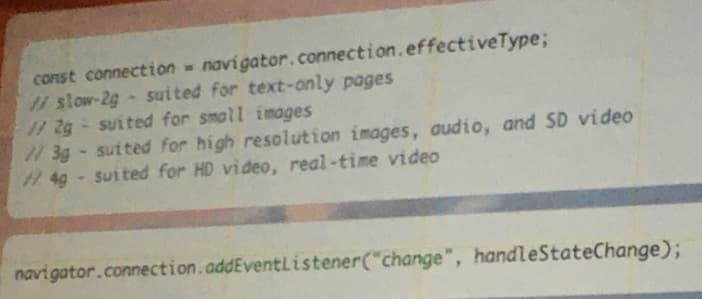 const connection = navigator.connection.effectiveType;
// slow-2g - suited for text-only pages
// 2g - suited for small images
// 3g - suited for high resolution images, audio, and SD video
// 4g - suited for HD video, real-time video
navigator.connection.addEventListener("change", handleStateChange);